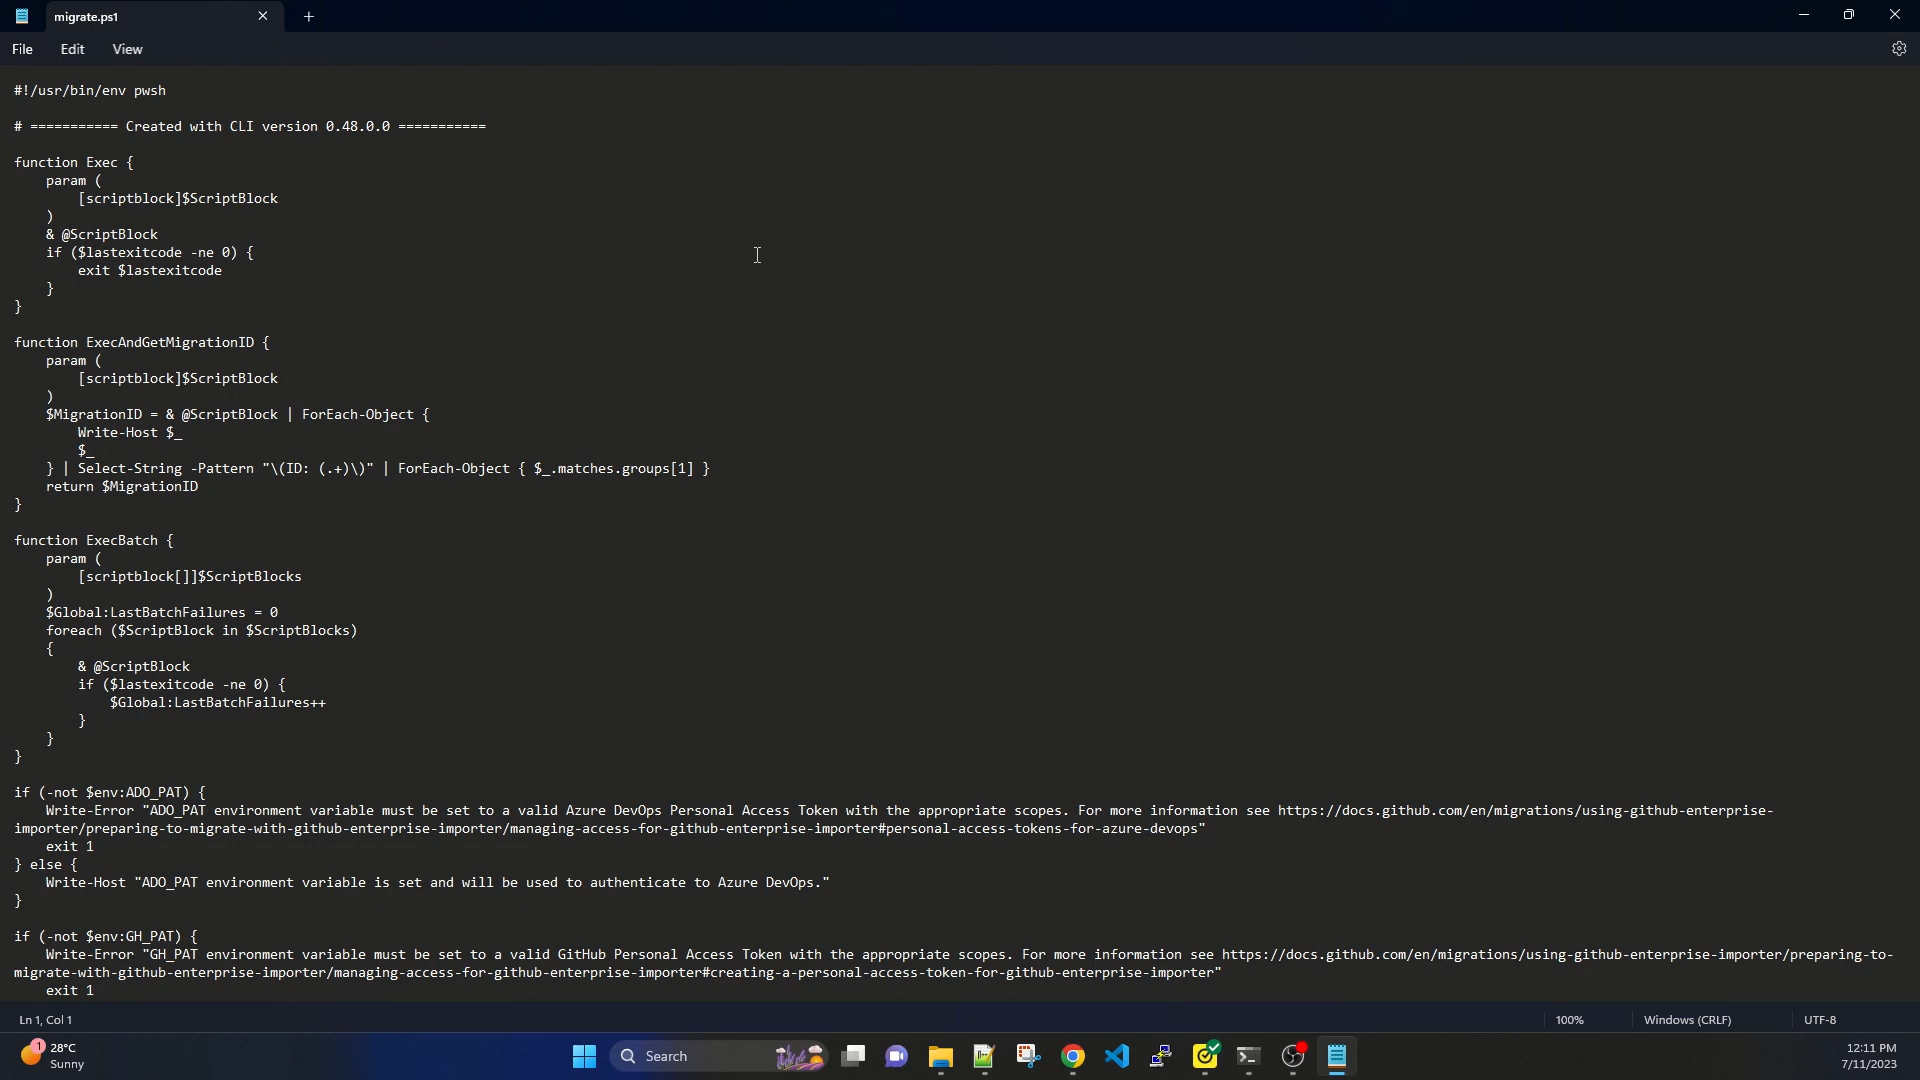 migrate.ps1
File Edit View
#!/usr/bin/env pwsh
# =========== Created with CLI version 0.48.0.0 ===========
function Exec {
    param (
        [scriptblock]$ScriptBlock
    )
    & @ScriptBlock
    if ($lastexitcode -ne 0) {
        exit $lastexitcode
    }
}
function ExecAndGetMigrationID {
    param (
        [scriptblock]$ScriptBlock
    )
    $MigrationID = & @ScriptBlock | ForEach-Object {
        Write-Host $_
        $_
    } | Select-String -Pattern "\(ID: (.+)\)" | ForEach-Object { $_.matches.groups[1] }
    return $MigrationID
}
function ExecBatch {
    param (
        [scriptblock[]]$ScriptBlocks
    )
    $Global:LastBatchFailures = 0
    foreach ($ScriptBlock in $ScriptBlocks)
    {
        & @ScriptBlock
        if ($lastexitcode -ne 0) {
            $Global:LastBatchFailures++
        }
    }
}
if (-not $env:ADO_PAT) {
    Write-Error "ADO_PAT environment variable must be set to a valid Azure DevOps Personal Access Token with the appropriate scopes. For more information see https://docs.github.com/en/migrations/using-github-enterprise-
importer/preparing-to-migrate-with-github-enterprise-importer/managing-access-for-github-enterprise-importer#personal-access-tokens-for-azure-devops"
    exit 1
} else {
    Write-Host "ADO_PAT environment variable is set and will be used to authenticate to Azure DevOps."
}
if (-not $env:GH_PAT) {
    Write-Error "GH_PAT environment variable must be set to a valid GitHub Personal Access Token with the appropriate scopes. For more information see https://docs.github.com/en/migrations/using-github-enterprise-importer/preparing-to-
migrate-with-github-enterprise-importer/managing-access-for-github-enterprise-importer#creating-a-personal-access-token-for-github-enterprise-importer"
    exit 1
Ln 1, Col 1 100% Windows (CRLF) UTF-8
1 28°C
Sunny
Search
12:11 PM
7/11/2023